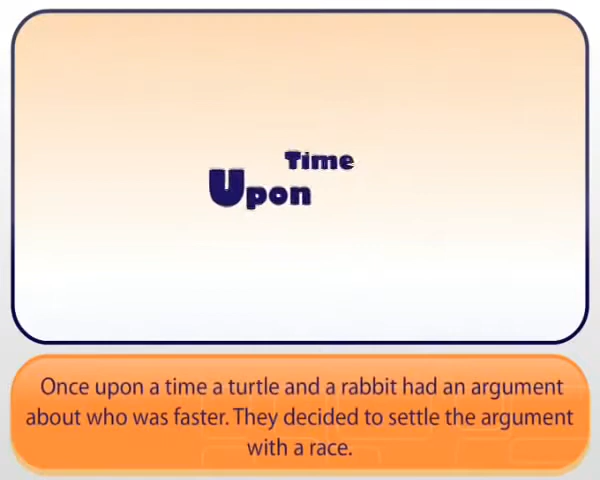 Time
Upon
Once upon a time a turtle and a rabbit had an argument
about who was faster. They decided to settle the argument
with a race.